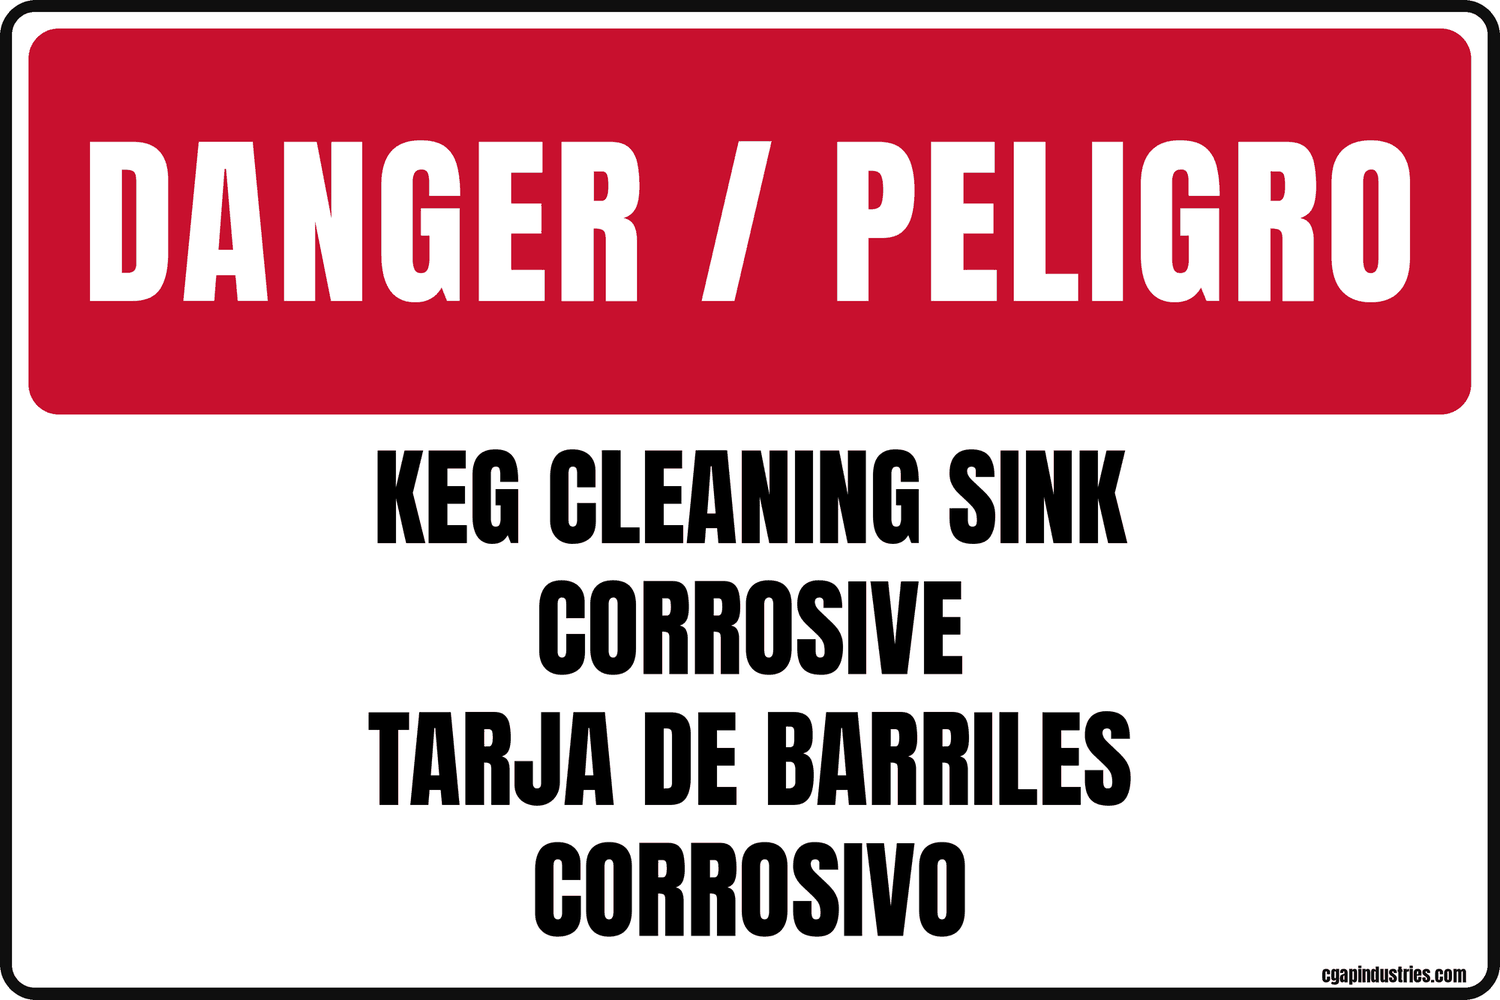 DANGER / PELIGRO
KEG CLEANING SINK
CORROSIVE
TARJA DE BARRILES
CORROSIVO
cgapindustries.com